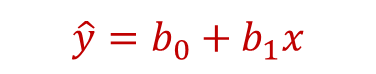 ŷ = b₀ + b₁x